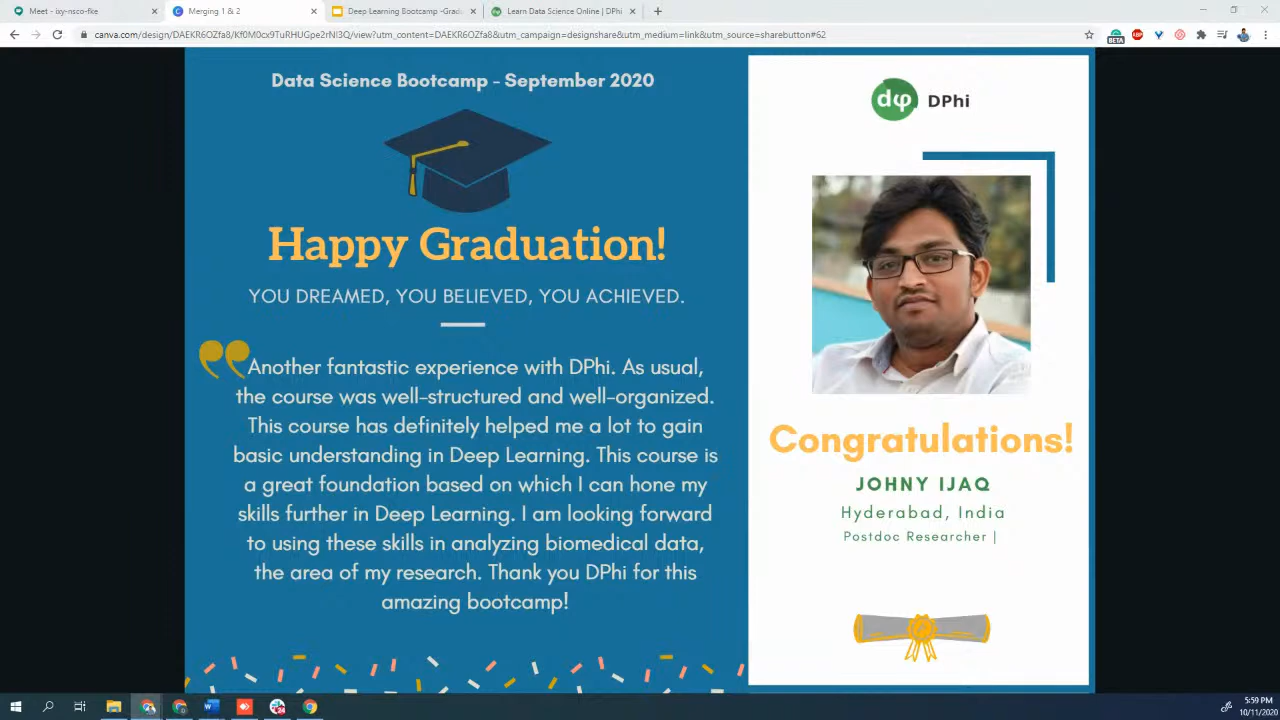 Meet - ixy-nsco-fke
Merging 1 & 2
Deep Learning Bootcamp -Gradu
Learn Data Science Online | DPhi
canva.com/design/DAEKR6OZfa8/Kf0M0cx9TuRHUGpe2rNI3Q/view?utm_content=DAEKR6OZfa8&utm_campaign=designshare&utm_medium=link&utm_source=sharebutton#62
BETA
ABP
Data Science Bootcamp - September 2020
Happy Graduation!
YOU DREAMED, YOU BELIEVED, YOU ACHIEVED.
Another fantastic experience with DPhi. As usual,
the course was well-structured and well-organized.
This course has definitely helped me a lot to gain
basic understanding in Deep Learning. This course is
a great foundation based on which I can hone my
skills further in Deep Learning. I am looking forward
to using these skills in analyzing biomedical data,
the area of my research. Thank you DPhi for this
amazing bootcamp!
dφ DPhi
Congratulations!
JOHNY IJAQ
Hyderabad, India
Postdoc Researcher |
5:59 PM
10/11/2020